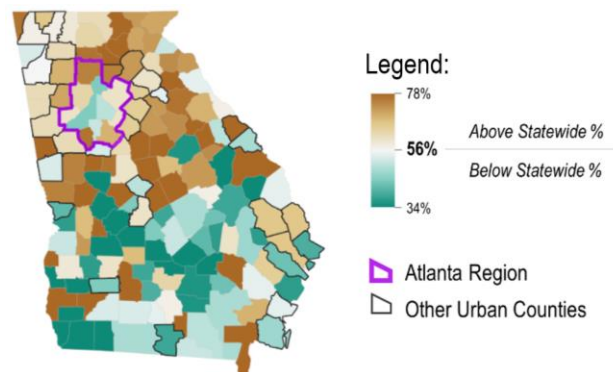 Legend:
78%
Above Statewide %
56%
Below Statewide %
34%
Atlanta Region
Other Urban Counties